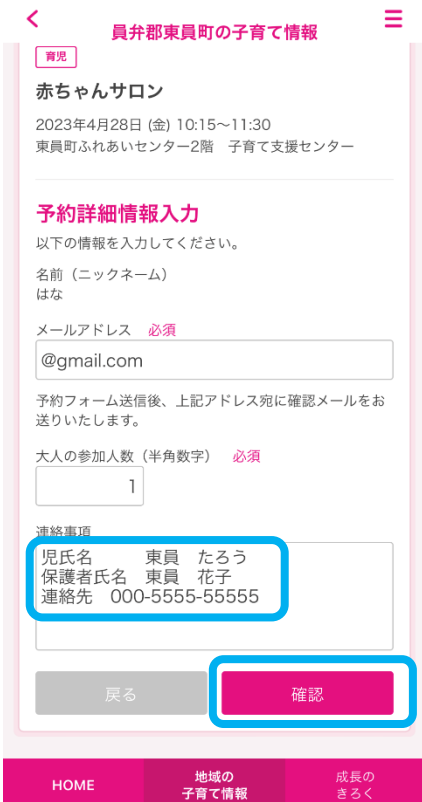 員弁郡東員町の子育て情報
育児
赤ちゃんサロン
2023年4月28日 (金) 10:15〜11:30
東員町ふれあいセンター2階　子育て支援センター
予約詳細情報入力
以下の情報を入力してください。
名前（ニックネーム）
はな
メールアドレス　必須
@gmail.com
予約フォーム送信後、上記アドレス宛に確認メールをお
送りいたします。
大人の参加人数（半角数字）　必須
1
連絡事項
児氏名　　　東員　たろう
保護者氏名　東員　花子
連絡先　000-5555-55555
戻る
確認
HOME
地域の
子育て情報
成長の
きろく